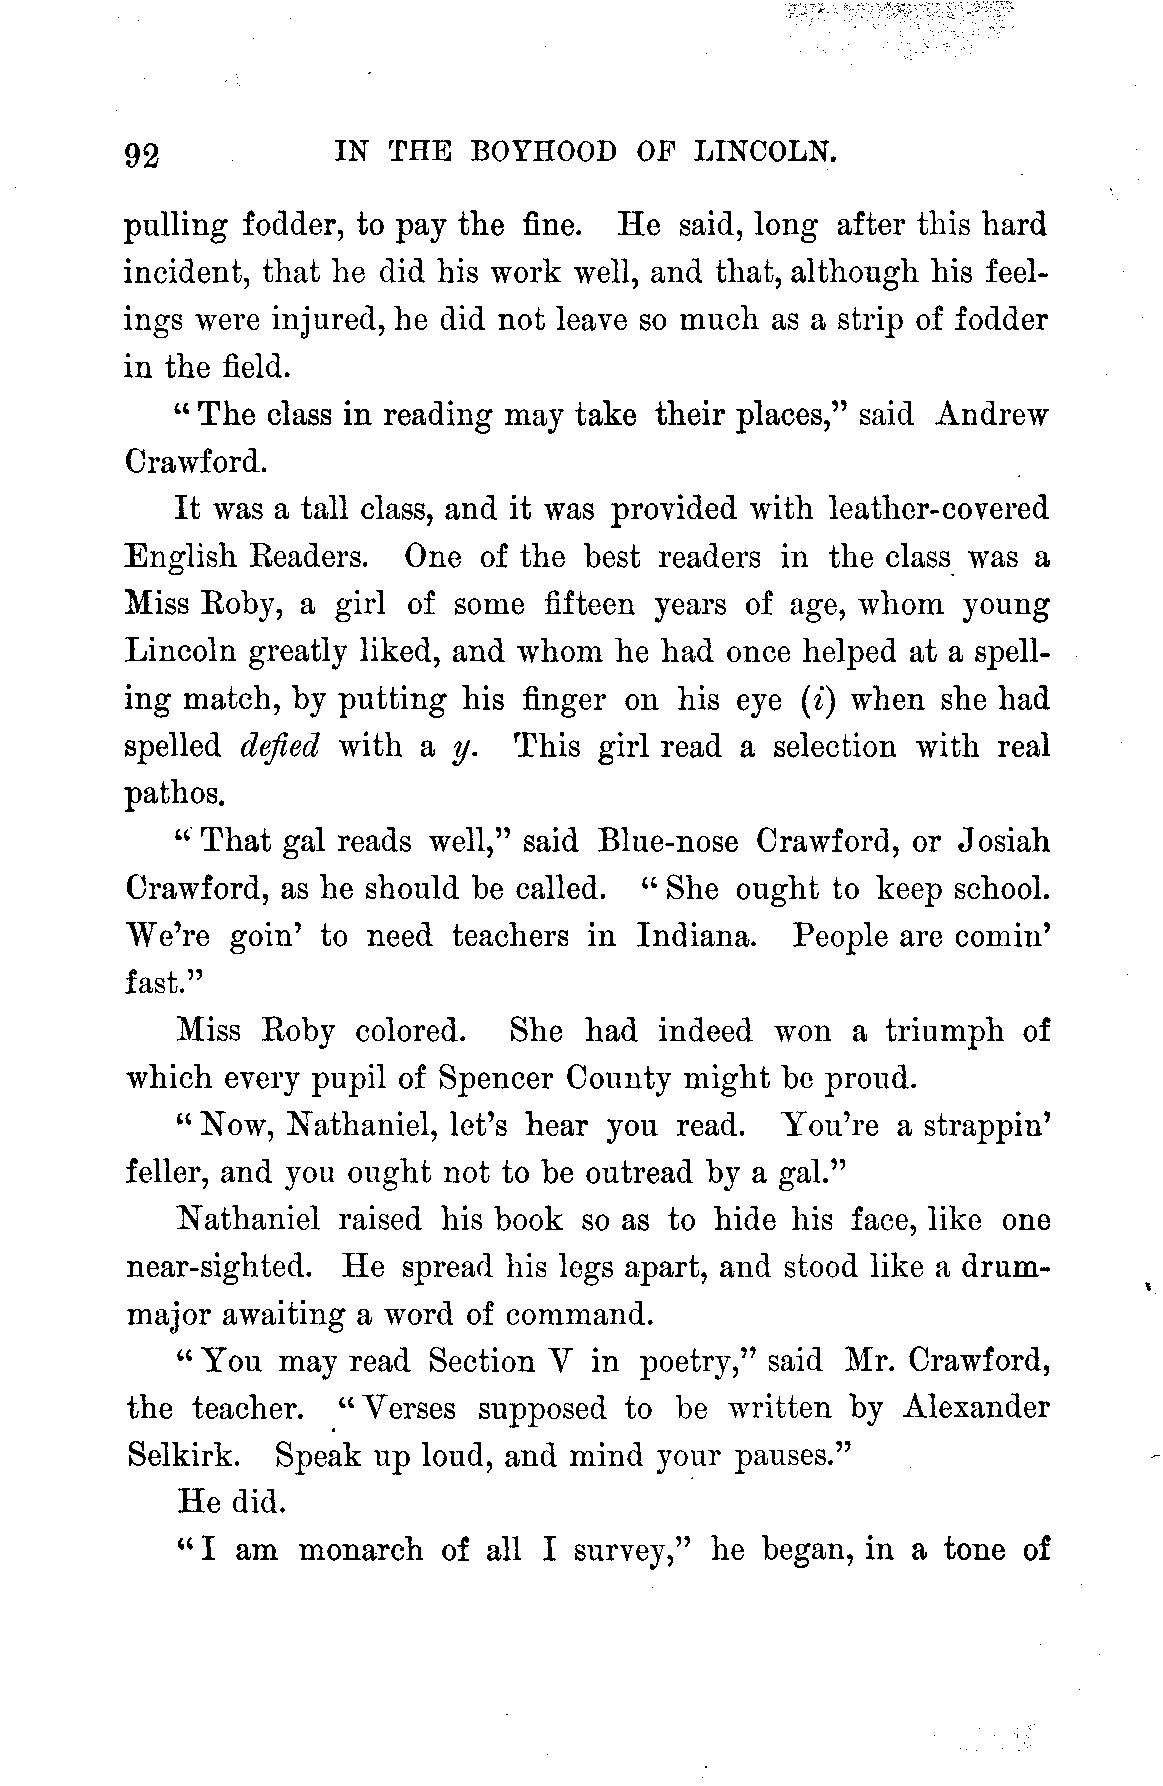 92 IN THE BOYHOOD OF LINCOLN.
pulling fodder, to pay the fine. He said, long after this hard
incident, that he did his work well, and that, although his feel-
ings were injured, he did not leave so much as a strip of fodder
in the field.
“The class in reading may take their places,” said Andrew
Crawford.
It was a tall class, and it was provided with leather-covered
English Readers. One of the best readers in the class was a
Miss Roby, a girl of some fifteen years of age, whom young
Lincoln greatly liked, and whom he had once helped at a spell-
ing match, by putting his finger on his eye (i) when she had
spelled defied with a y. This girl read a selection with real
pathos.
“That gal reads well,” said Blue-nose Crawford, or Josiah
Crawford, as he should be called. “She ought to keep school.
We’re goin’ to need teachers in Indiana. People are comin’
fast.”
Miss Roby colored. She had indeed won a triumph of
which every pupil of Spencer County might be proud.
“Now, Nathaniel, let’s hear you read. You’re a strappin’
feller, and you ought not to be outread by a gal.”
Nathaniel raised his book so as to hide his face, like one
near-sighted. He spread his legs apart, and stood like a drum-
major awaiting a word of command.
“You may read Section V in poetry,” said Mr. Crawford,
the teacher. “Verses supposed to be written by Alexander
Selkirk. Speak up loud, and mind your pauses.”
He did.
“I am monarch of all I survey,” he began, in a tone of